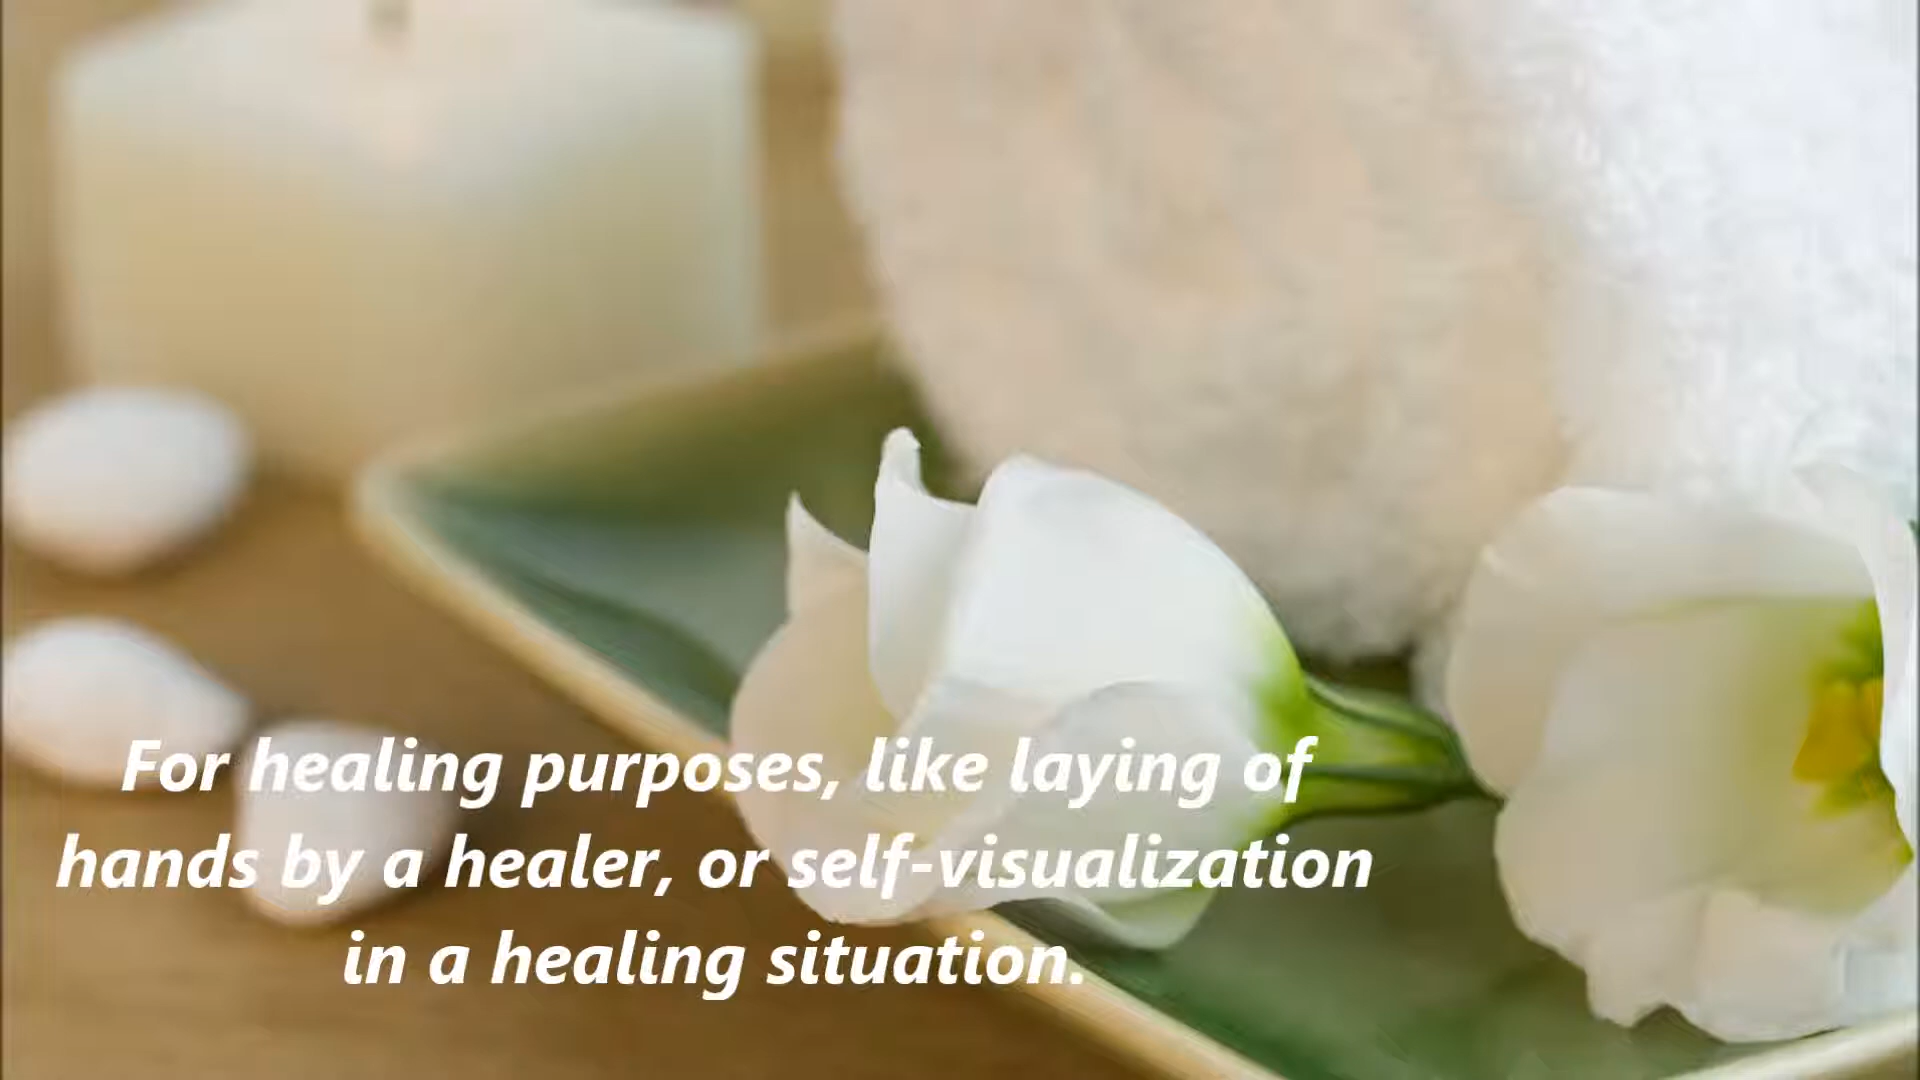 For healing purposes, like laying of
hands by a healer, or self-visualization
in a healing situation.